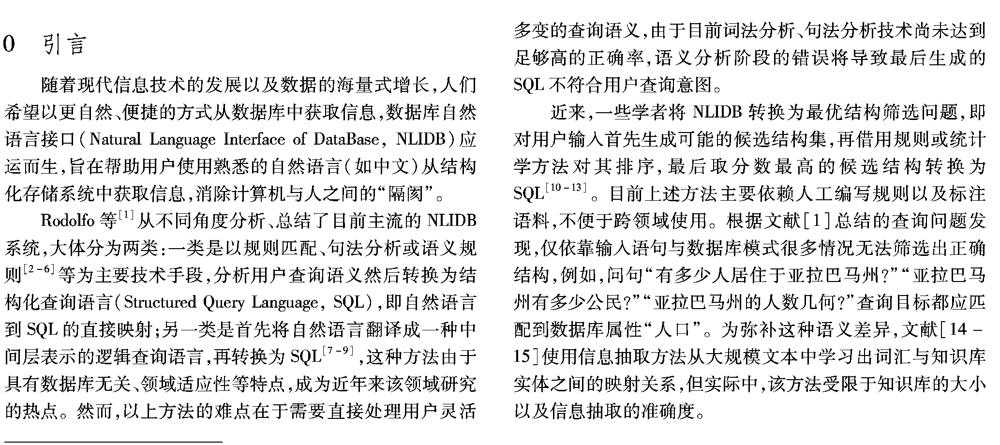 0 引言
随着现代信息技术的发展以及数据的海量式增长,人们
希望以更自然、便捷的方式从数据库中获取信息,数据库自然
语言接口(Natural Language Interface of DataBase, NLIDB)应
运而生,旨在帮助用户使用熟悉的自然语言(如中文)从结构
化存储系统中获取信息,消除计算机与人之间的“隔阂”。
Rodolfo 等[1]从不同角度分析、总结了目前主流的 NLIDB
系统,大体分为两类:一类是以规则匹配、句法分析或语义规
则[2-6]等为主要技术手段,分析用户查询语义然后转换为结
构化查询语言(Structured Query Language, SQL),即自然语言
到 SQL 的直接映射;另一类是首先将自然语言翻译成一种中
间层表示的逻辑查询语言,再转换为 SQL[7-9],这种方法由于
具有数据库无关、领域适应性等特点,成为近年来该领域研究
的热点。然而,以上方法的难点在于需要直接处理用户灵活
多变的查询语义,由于目前词法分析、句法分析技术尚未达到
足够高的正确率,语义分析阶段的错误将导致最后生成的
SQL 不符合用户查询意图。
近来,一些学者将 NLIDB 转换为最优结构筛选问题,即
对用户输入首先生成可能的候选结构集,再借用规则或统计
学方法对其排序,最后取分数最高的候选结构转换为
SQL[10-13]。目前上述方法主要依赖人工编写规则以及标注
语料,不便于跨领域使用。根据文献[1]总结的查询问题发
现,仅依靠输入语句与数据库模式很多情况无法筛选出正确
结构,例如,问句“有多少人居住于亚拉巴马州?”“亚拉巴马
州有多少公民?”“亚拉巴马州的人数几何?”查询目标都应匹
配到数据库属性“人口”。为弥补这种语义差异,文献[14-
15]使用信息抽取方法从大规模文本中学习出词汇与知识库
实体之间的映射关系,但实际中,该方法受限于知识库的大小
以及信息抽取的准确度。